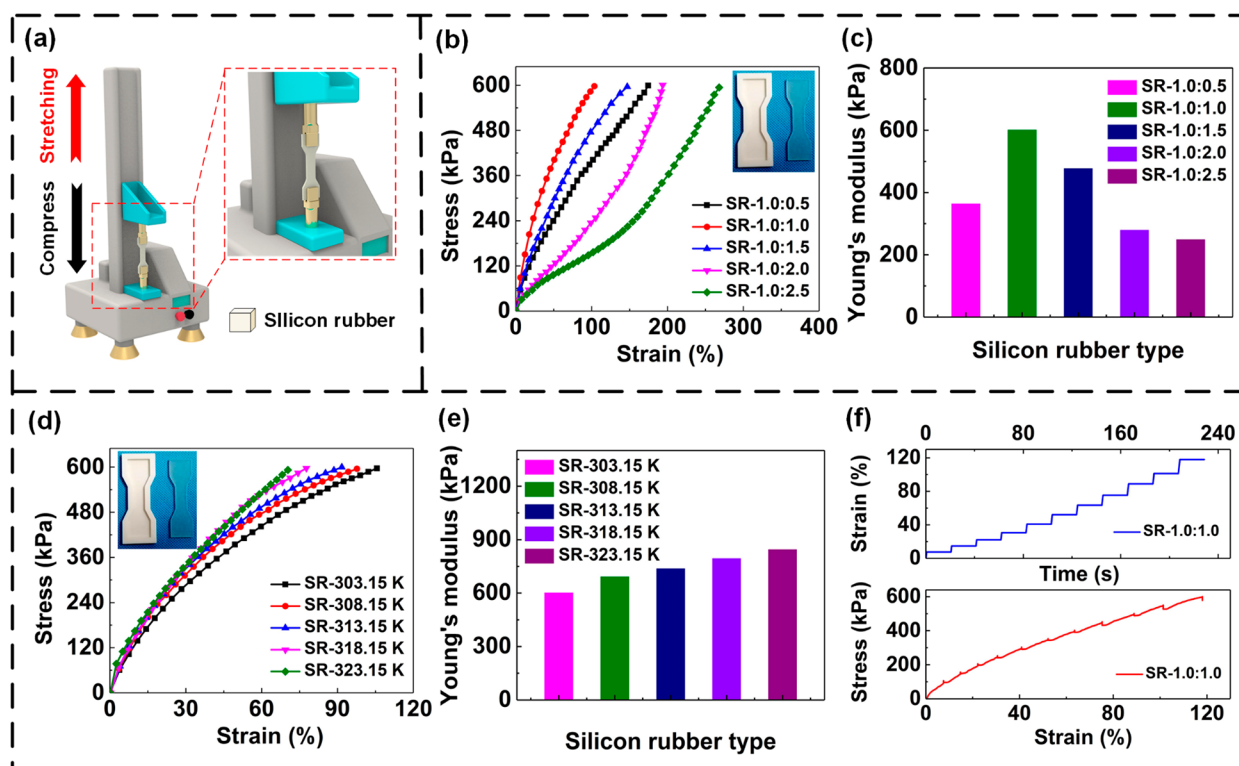 (a)
Stretching
Compress
SIlicon rubber
(b)
Stress (kPa)
600
480
360
240
120
0
0 100 200 300 400
Strain (%)
SR-1.0:0.5
SR-1.0:1.0
SR-1.0:1.5
SR-1.0:2.0
SR-1.0:2.5
(c)
Young's modulus (kPa)
800
600
400
200
0
SR-1.0:0.5
SR-1.0:1.0
SR-1.0:1.5
SR-1.0:2.0
SR-1.0:2.5
Silicon rubber type
(d)
Stress (kPa)
600
480
360
240
120
0
0 30 60 90 120
Strain (%)
SR-303.15 K
SR-308.15 K
SR-313.15 K
SR-318.15 K
SR-323.15 K
(e)
Young's modulus (kPa)
1200
900
600
300
0
SR-303.15 K
SR-308.15 K
SR-313.15 K
SR-318.15 K
SR-323.15 K
Silicon rubber type
(f)
0 80 160 240
Strain (%)
120
80
40
0
SR-1.0:1.0
Time (s)
Stress (kPa)
600
400
200
0
SR-1.0:1.0
0 40 80 120
Strain (%)